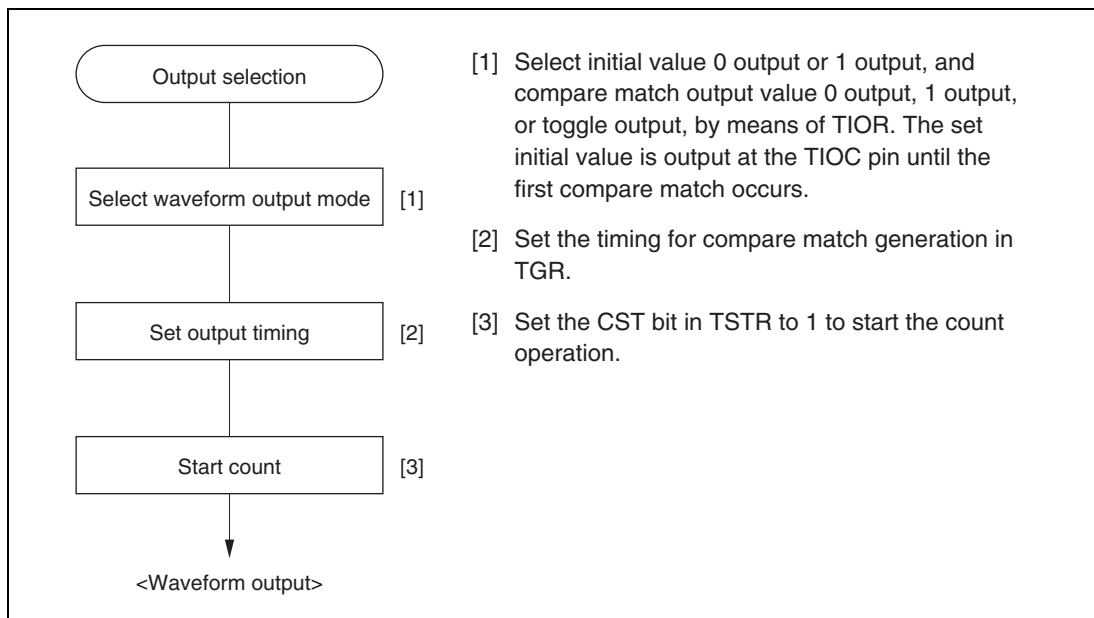 Output selection
Select waveform output mode [1]
Set output timing [2]
Start count [3]
<Waveform output>
[1] Select initial value 0 output or 1 output, and
compare match output value 0 output, 1 output,
or toggle output, by means of TIOR. The set
initial value is output at the TIOC pin until the
first compare match occurs.
[2] Set the timing for compare match generation in
TGR.
[3] Set the CST bit in TSTR to 1 to start the count
operation.